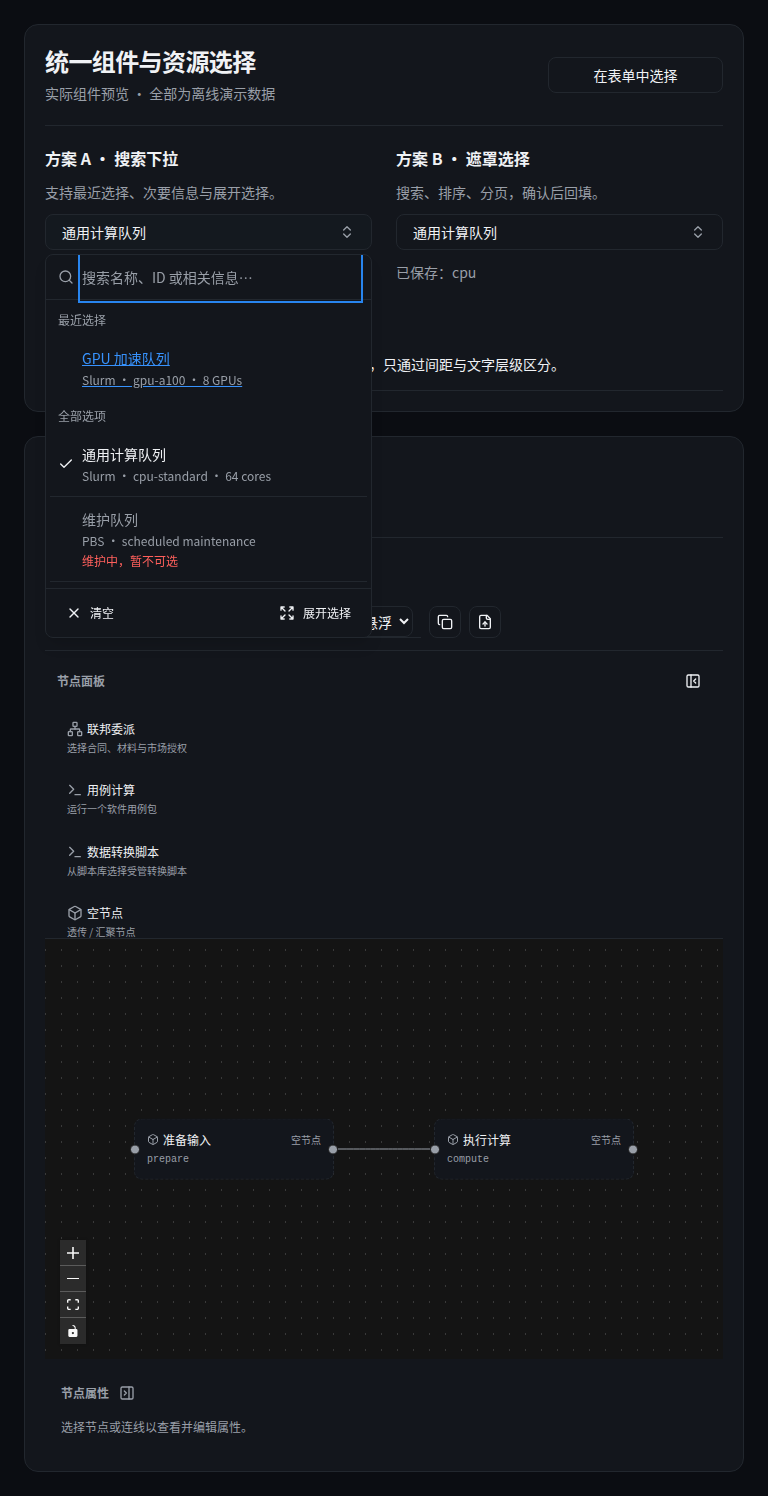 统一组件与资源选择
实际组件预览 · 全部为离线演示数据
在表单中选择
方案 A · 搜索下拉
支持最近选择、次要信息与展开选择。
通用计算队列
方案 B · 遮罩选择
搜索、排序、分页，确认后回填。
通用计算队列
已保存：cpu
搜索名称、ID 或相关信息…
最近选择
GPU 加速队列
Slurm · gpu-a100 · 8 GPUs
全部选项
通用计算队列
Slurm · cpu-standard · 64 cores
维护队列
PBS · scheduled maintenance
维护中，暂不可选
清空
展开选择
，只通过间距与文字层级区分。
悬浮
节点面板
联邦委派
选择合同、材料与市场授权
用例计算
运行一个软件用例包
数据转换脚本
从脚本库选择受管转换脚本
空节点
透传 / 汇聚节点
准备输入 空节点
prepare
执行计算 空节点
compute
节点属性
选择节点或连线以查看并编辑属性。